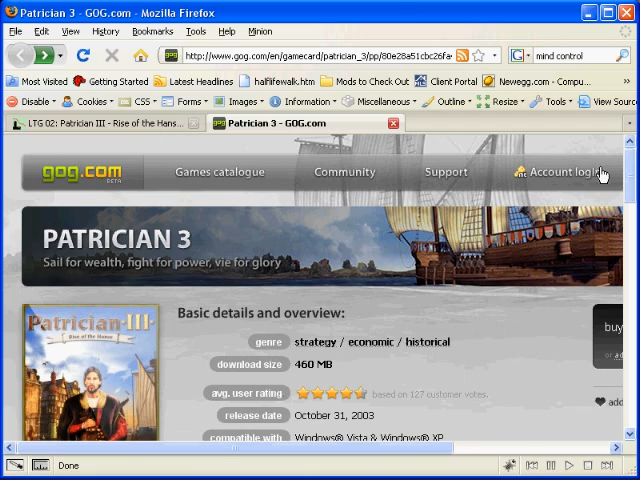 Patrician 3 - GOG.com - Mozilla Firefox
File Edit View History Bookmarks Tools Help Minion
http://www.gog.com/en/gamecard/patrician_3/pp/80e28a51cbc26fa
mind control
Most Visited Getting Started Latest Headlines halflifewalk.htm Mods to Check Out Client Portal Newegg.com - Compu...
Disable Cookies CSS Forms Images Information Miscellaneous Outline Resize Tools View Sourc
LTG 02: Patrician III - Rise of the Hans... Patrician 3 - GOG.com
gog.com Games catalogue Community Support Account login
BETA
PATRICIAN 3
Sail for wealth, fight for power, vie for glory
Patrician III
Rise of the Hanse
Basic details and overview:
genre strategy / economic / historical
download size 460 MB
buy
or ad
avg. user rating based on 127 customer votes.
add
release date October 31, 2003
compatible with Windows® Vista & Windows® XP
Done